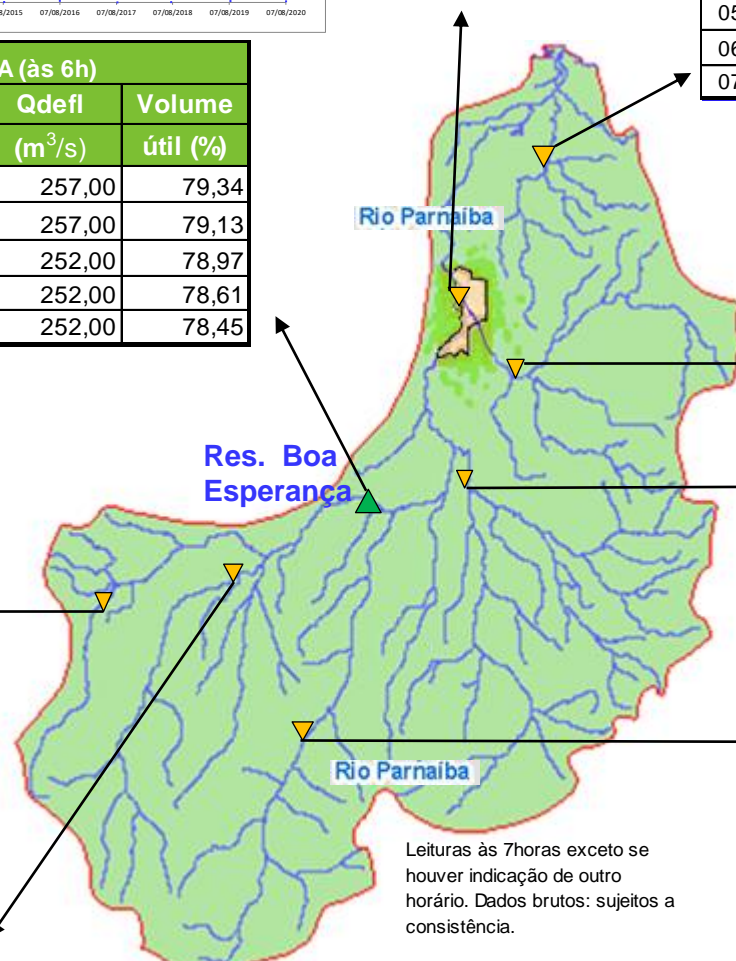 07/08/2016 07/08/2017 07/08/2018 07/08/2019 07/08/2020
05
06
07
A (às 6h)
Qdefl Volume
(m³/s) útil (%)
257,00 79,34
257,00 79,13
252,00 78,97
252,00 78,61
252,00 78,45
Rio Parnaíba
Res. Boa
Esperança
Rio Parnaíba
Leituras às 7horas exceto se
houver indicação de outro
horário. Dados brutos: sujeitos a
consistência.